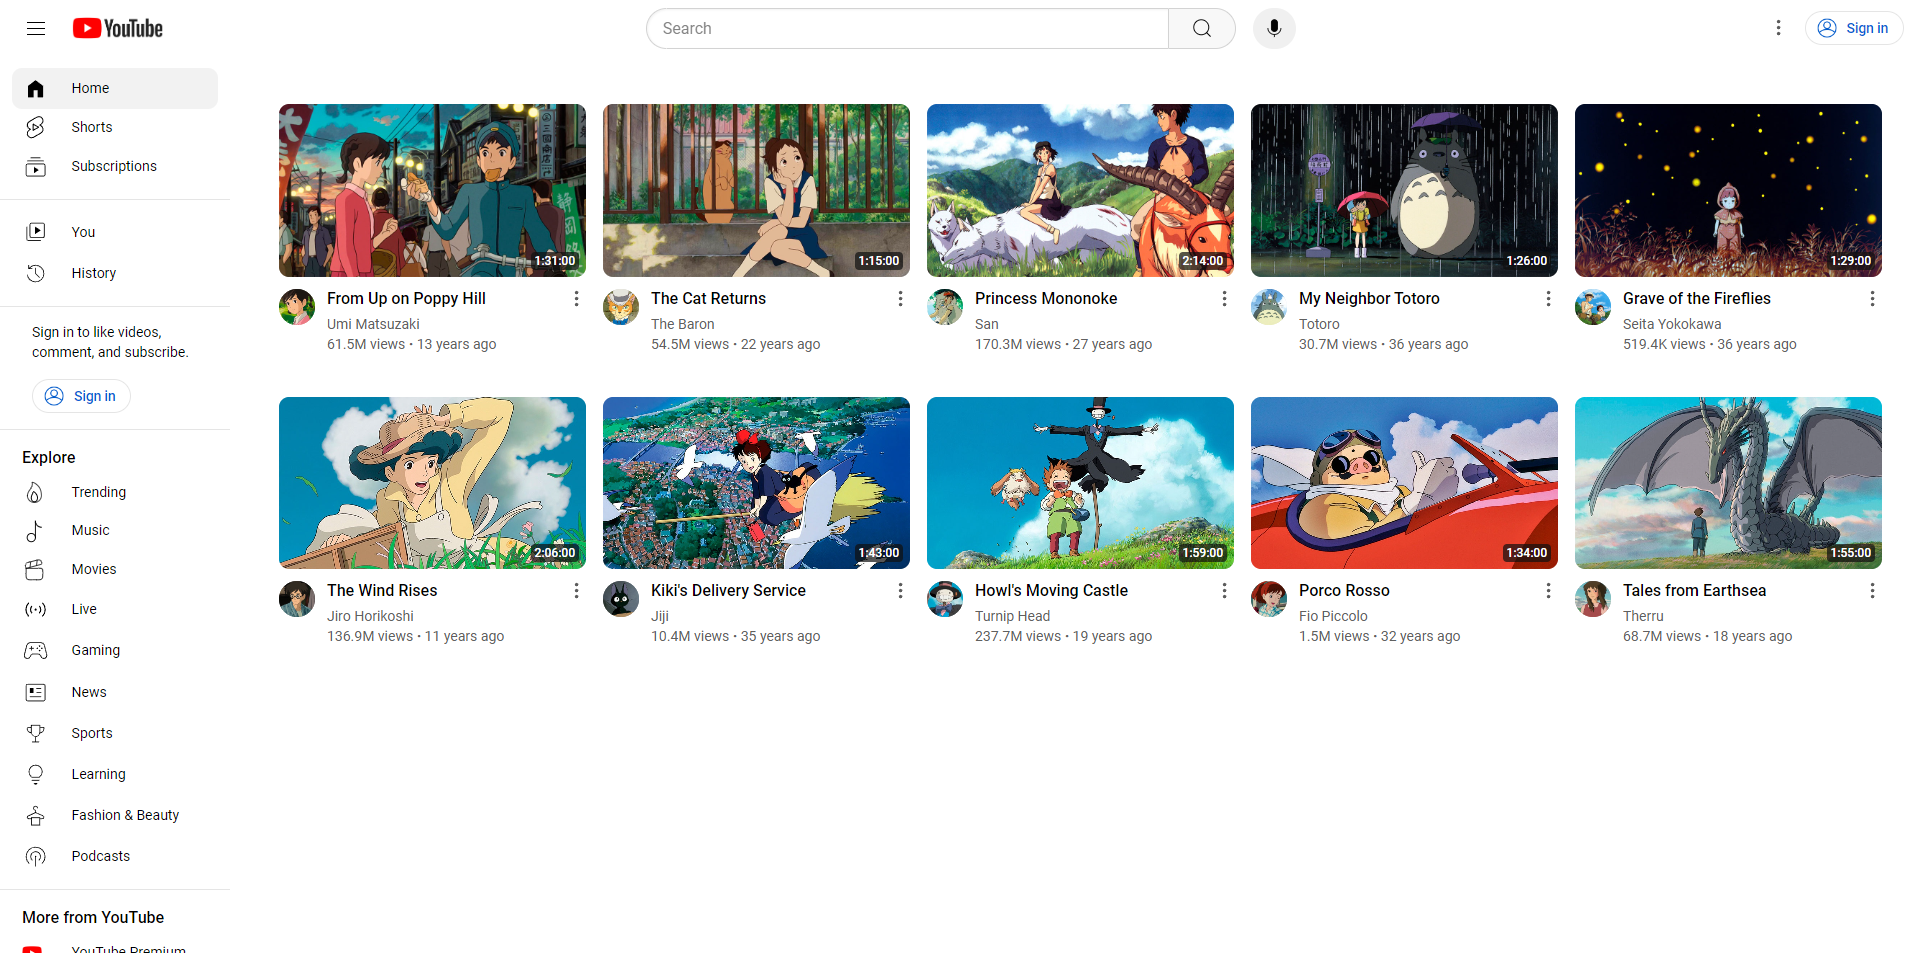 YouTube
Search
Sign in
Home
Shorts
Subscriptions
You
History
Sign in to like videos,
comment, and subscribe.
Sign in
Explore
Trending
Music
Movies
Live
Gaming
News
Sports
Learning
Fashion & Beauty
Podcasts
More from YouTube
YouTube Premium
1:31:00
From Up on Poppy Hill
Umi Matsuzaki
61.5M views • 13 years ago
1:15:00
The Cat Returns
The Baron
54.5M views • 22 years ago
2:14:00
Princess Mononoke
San
170.3M views • 27 years ago
1:26:00
My Neighbor Totoro
Totoro
30.7M views • 36 years ago
1:29:00
Grave of the Fireflies
Seita Yokokawa
519.4K views • 36 years ago
2:06:00
The Wind Rises
Jiro Horikoshi
136.9M views • 11 years ago
1:43:00
Kiki's Delivery Service
Jiji
10.4M views • 35 years ago
1:59:00
Howl's Moving Castle
Turnip Head
237.7M views • 19 years ago
1:34:00
Porco Rosso
Fio Piccolo
1.5M views • 32 years ago
1:55:00
Tales from Earthsea
Therru
68.7M views • 18 years ago